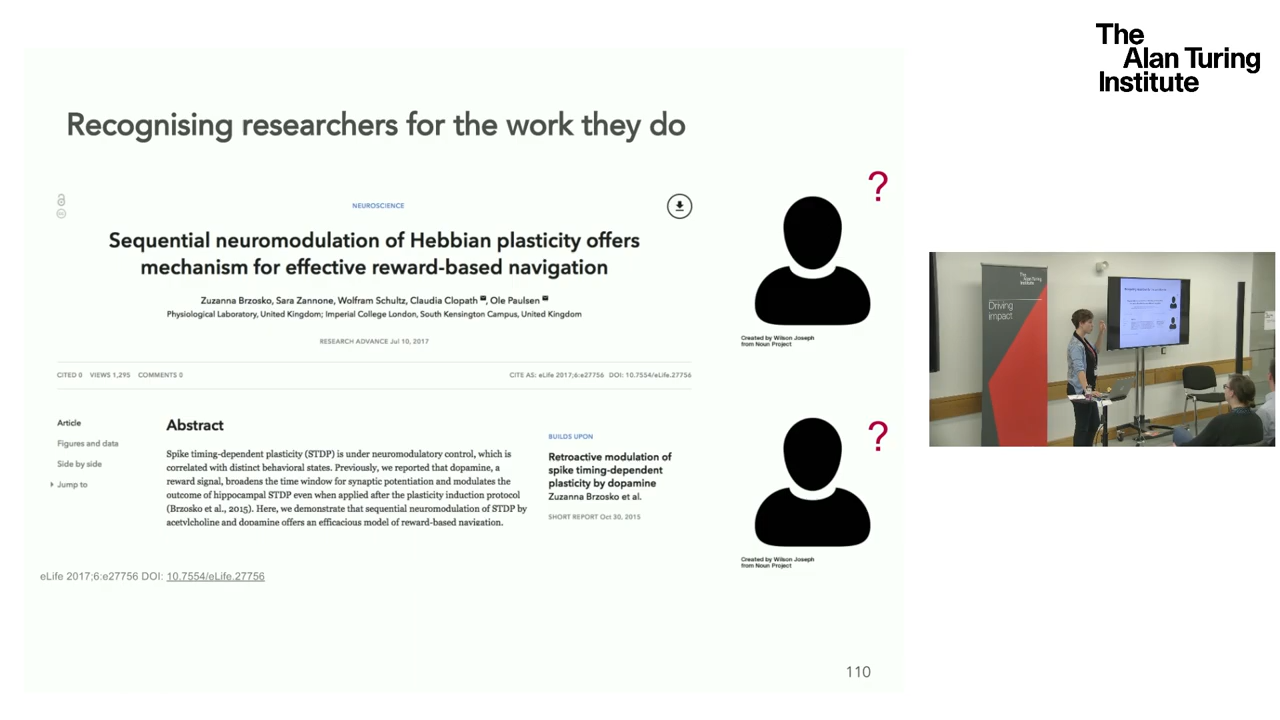 The
Alan Turing
Institute
Recognising researchers for the work they do
?
NEUROSCIENCE
Sequential neuromodulation of Hebbian plasticity offers
mechanism for effective reward-based navigation
Zuzanna Brzosko, Sara Zannone, Wolfram Schultz, Claudia Clopath, Ole Paulsen
Physiological Laboratory, United Kingdom; Imperial College London, South Kensington Campus, United Kingdom
RESEARCH ADVANCE Jul 10, 2017
Created by Wilson Joseph
from Noun Project
CITED 0 VIEWS 1,295 COMMENTS 0
CITE AS: eLife 2017;6:e27756 DOI: 10.7554/eLife.27756
Article
Figures and data
Side by side
Jump to
Abstract
Spike timing-dependent plasticity (STDP) is under neuromodulatory control, which is
correlated with distinct behavioral states. Previously, we reported that dopamine, a
reward signal, broadens the time window for synaptic potentiation and modulates the
outcome of hippocampal STDP even when applied after the plasticity induction protocol
(Brzosko et al., 2015). Here, we demonstrate that sequential neuromodulation of STDP by
acetylcholine and dopamine offers an efficacious model of reward-based navigation.
BUILDS UPON
Retroactive modulation of
spike timing-dependent
plasticity by dopamine
Zuzanna Brzosko et al.
SHORT REPORT Oct 30, 2015
?
Created by Wilson Joseph
from Noun Project
eLife 2017;6:e27756 DOI: 10.7554/eLife.27756
110
The
Alan Turing
Institute
Driving
impact